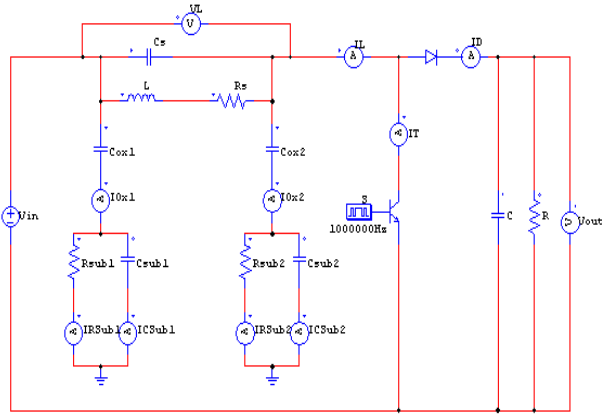 VL
V
Cs
IL
A
ID
A
L
Rs
IT
A
Cox1
Cox2
IOx1
A
IOx2
A
S
1000000Hz
Vin
C
R
V
Vout
Rsub1
Csub1
Rsub2
Csub2
IRSub1
A
ICSub1
A
IRSub2
A
ICSub2
A